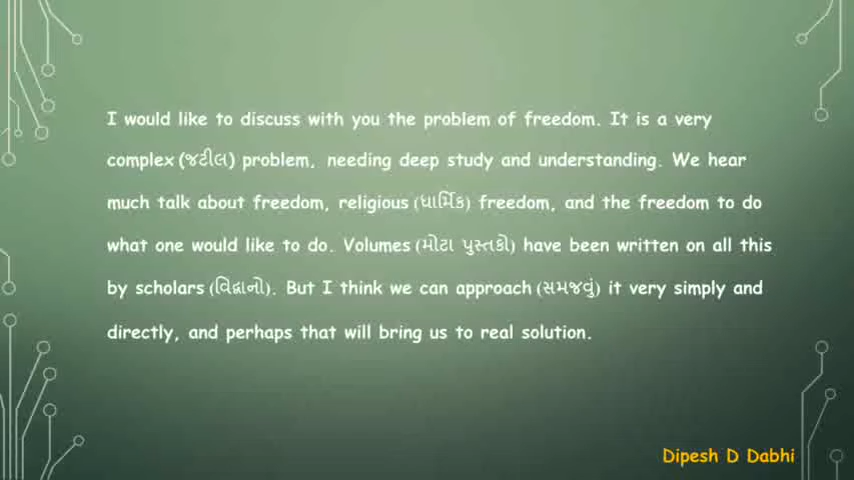 I would like to discuss with you the problem of freedom. It is a very
complex (જટીલ) problem, needing deep study and understanding. We hear
much talk about freedom, religious (ધાર્મિક) freedom, and the freedom to do
what one would like to do. Volumes (મોટા પુસ્તકો) have been written on all this
by scholars (વિદ્વાનો). But I think we can approach (સમજવું) it very simply and
directly, and perhaps that will bring us to real solution.
Dipesh D Dabhi